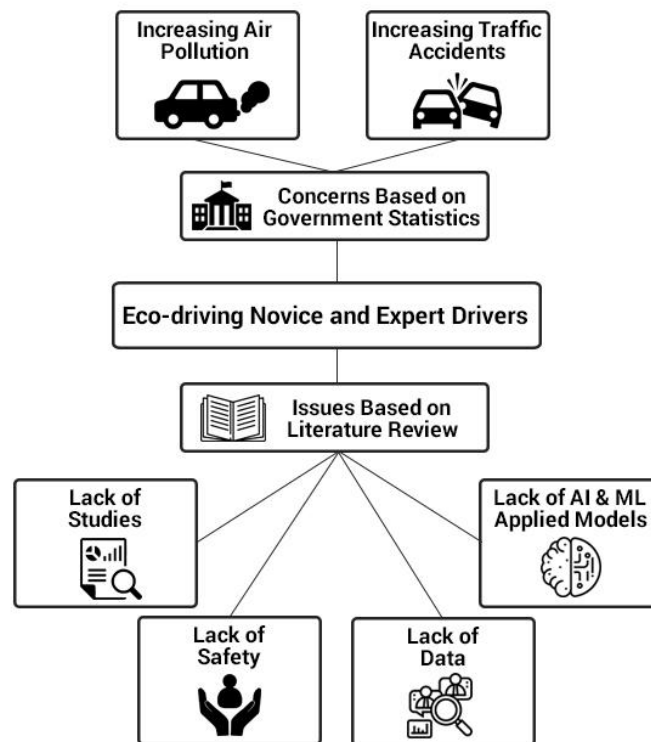 Increasing Air
Pollution
Increasing Traffic
Accidents
Concerns Based on
Government Statistics
Eco-driving Novice and Expert Drivers
Issues Based on
Literature Review
Lack of
Studies
Lack of AI & ML
Applied Models
Lack of
Safety
Lack of
Data